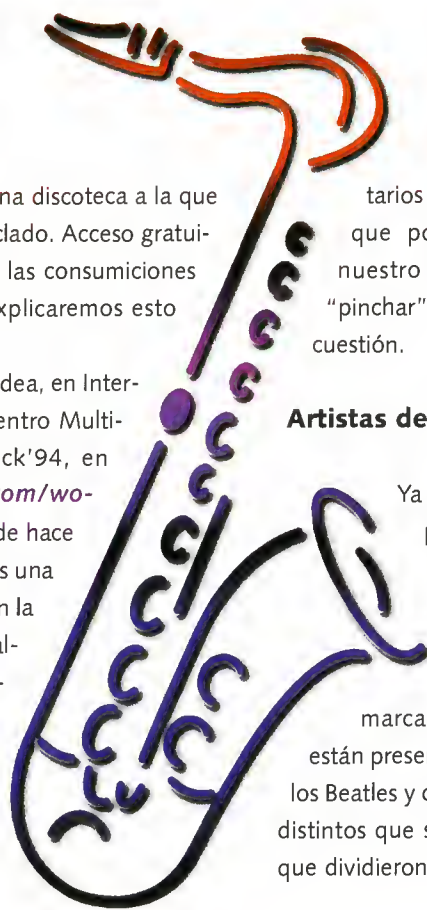 na discoteca a la que
clado. Acceso gratui-
las consumiciones
xplicaremos esto
dea, en Inter-
entro Multi-
ck'94, en
om/wo-
de hace
s una
n la
al-
-
tarios
que po
nuestro
"pinchar"
cuestión.
Artistas de
Ya
marca
están prese
los Beatles y
distintos que s
que dividieron